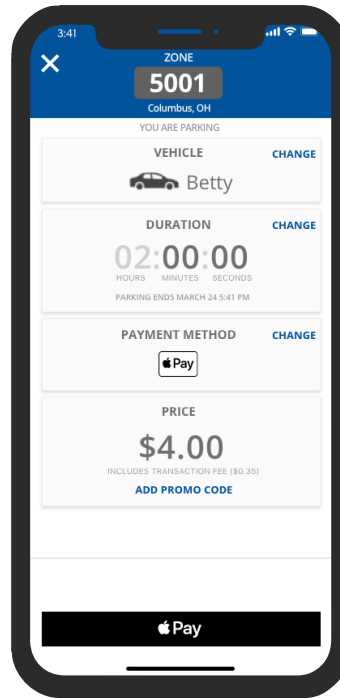 3:41
ZONE
5001
Columbus, OH
YOU ARE PARKING
VEHICLE CHANGE
Betty
DURATION CHANGE
02:00:00
HOURS MINUTES SECONDS
PARKING ENDS MARCH 24 5:41 PM
PAYMENT METHOD CHANGE
Pay
PRICE
$4.00
INCLUDES TRANSACTION FEE ($0.35)
ADD PROMO CODE
Pay